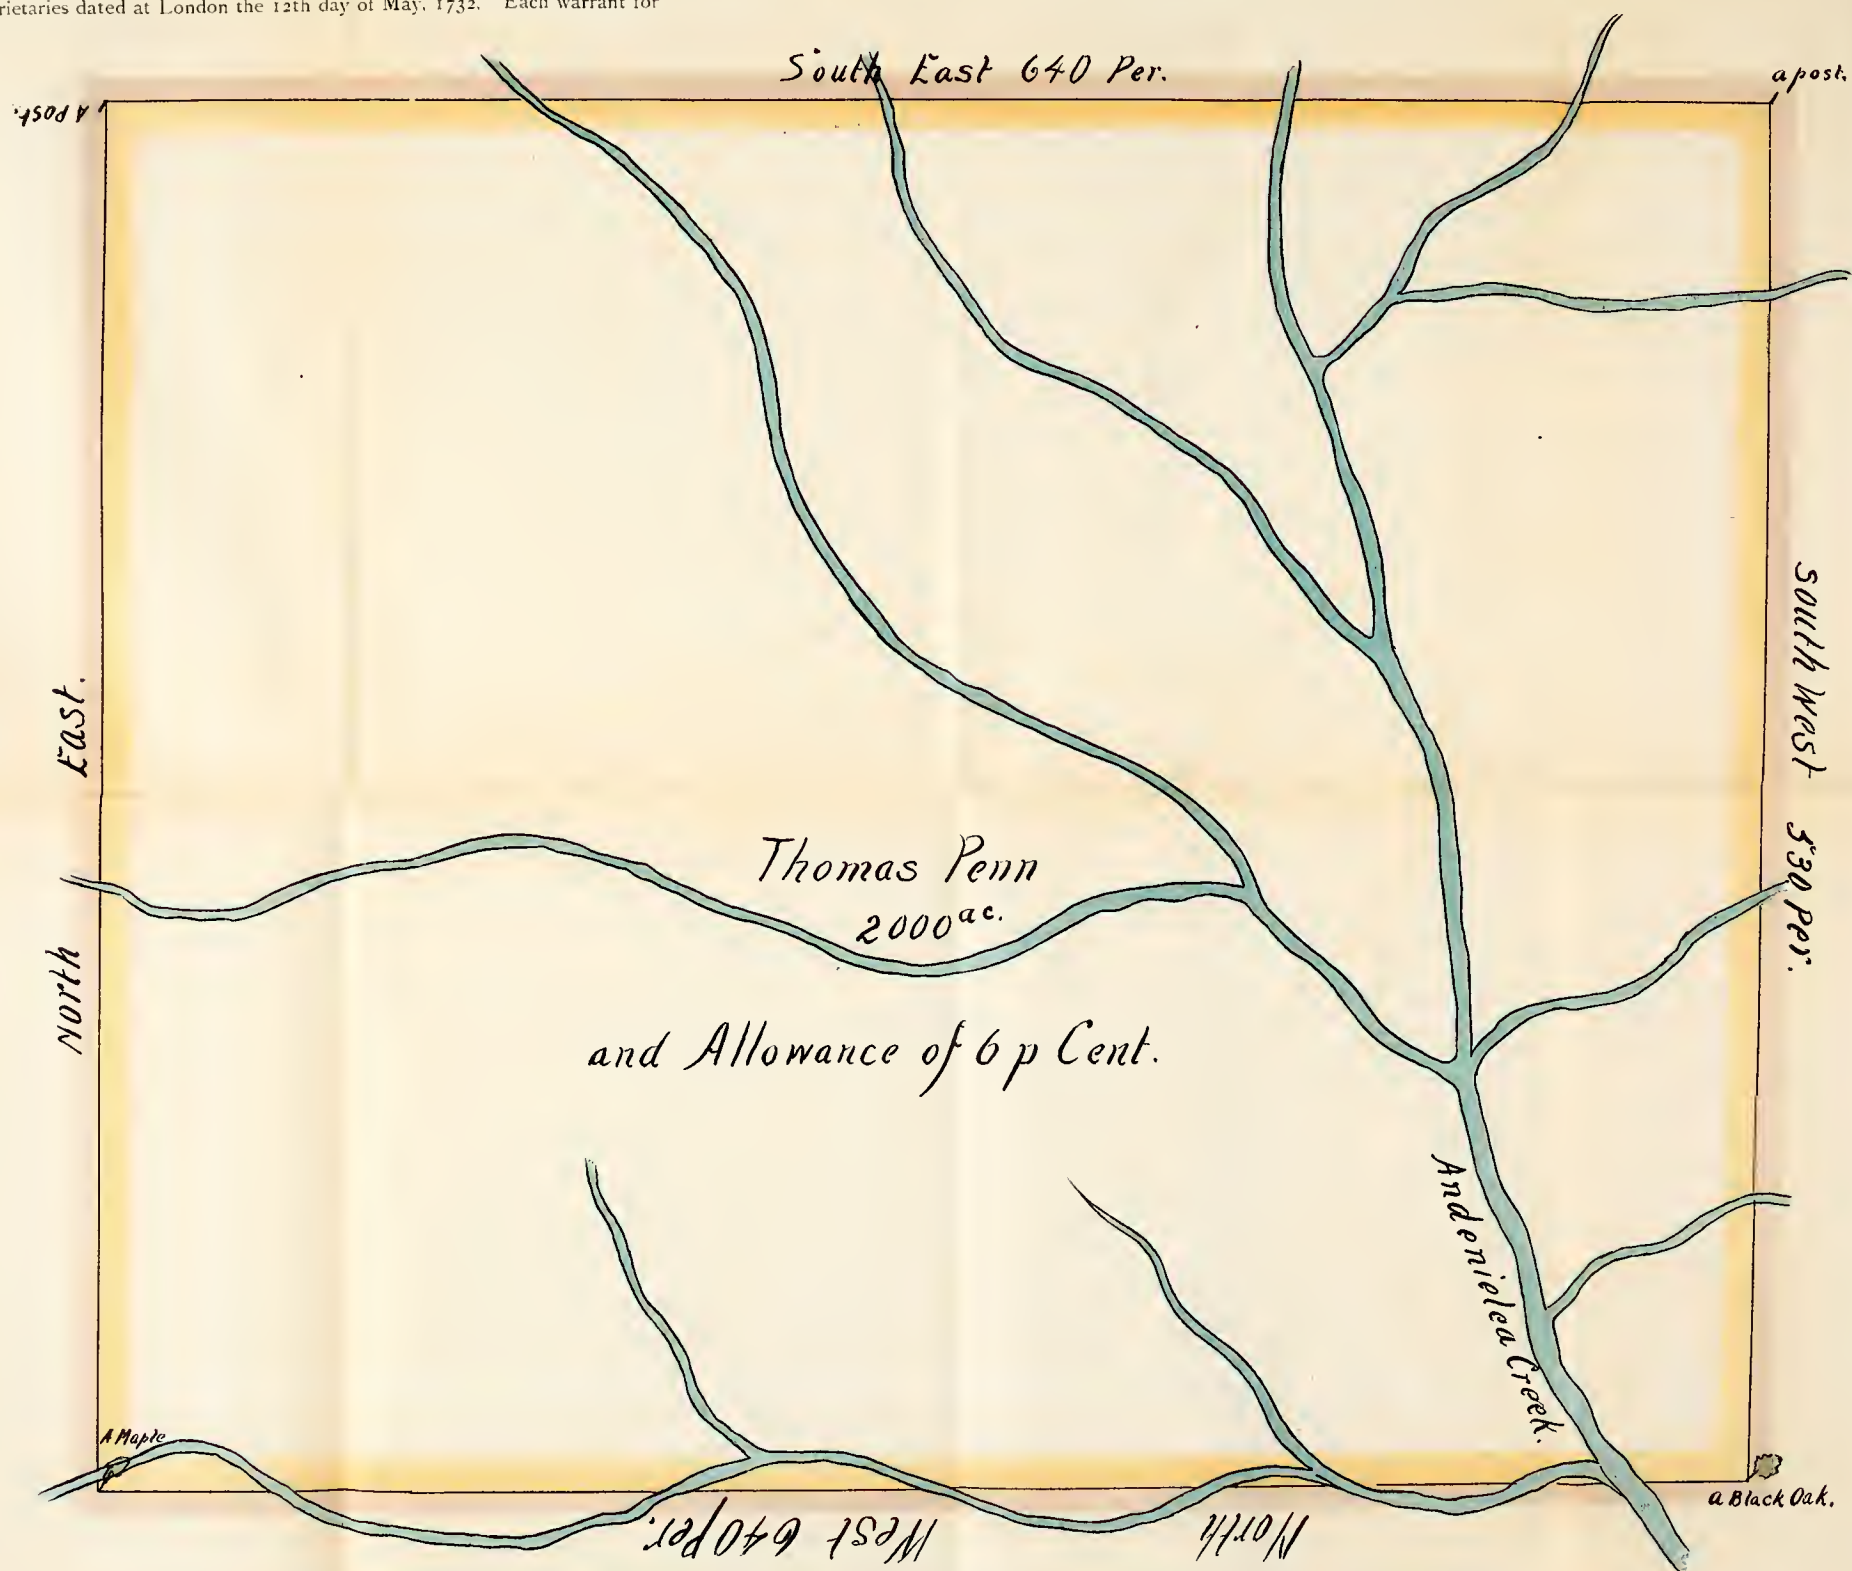 rietaries dated at London the 12th day of May, 1732. Each warrant for
South East 640 Per.
a post.
A Post.
South West 530 Per.
North East.
Thomas Penn
2000 ac.
and Allowance of 6 p Cent.
Andenielea Creek.
A Maple
a Black Oak.
North West 640 Per.